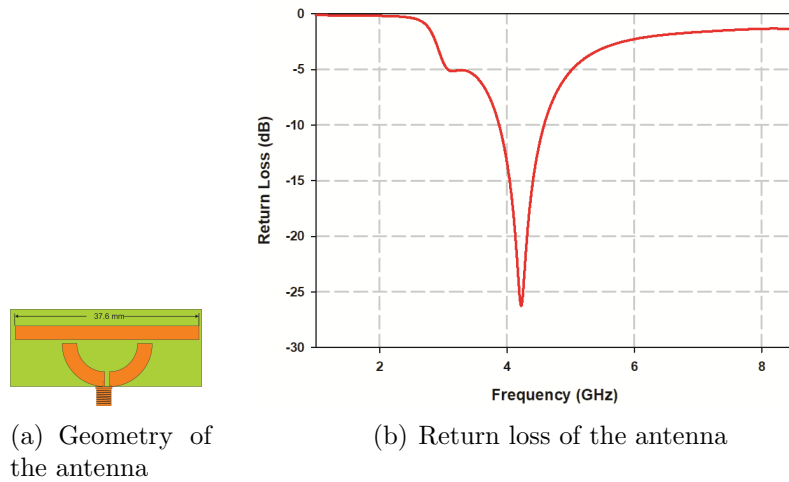 37.6 mm
(a) Geometry of
the antenna
Return Loss (dB)
0
-5
-10
-15
-20
-25
-30
2 4 6 8
Frequency (GHz)
(b) Return loss of the antenna